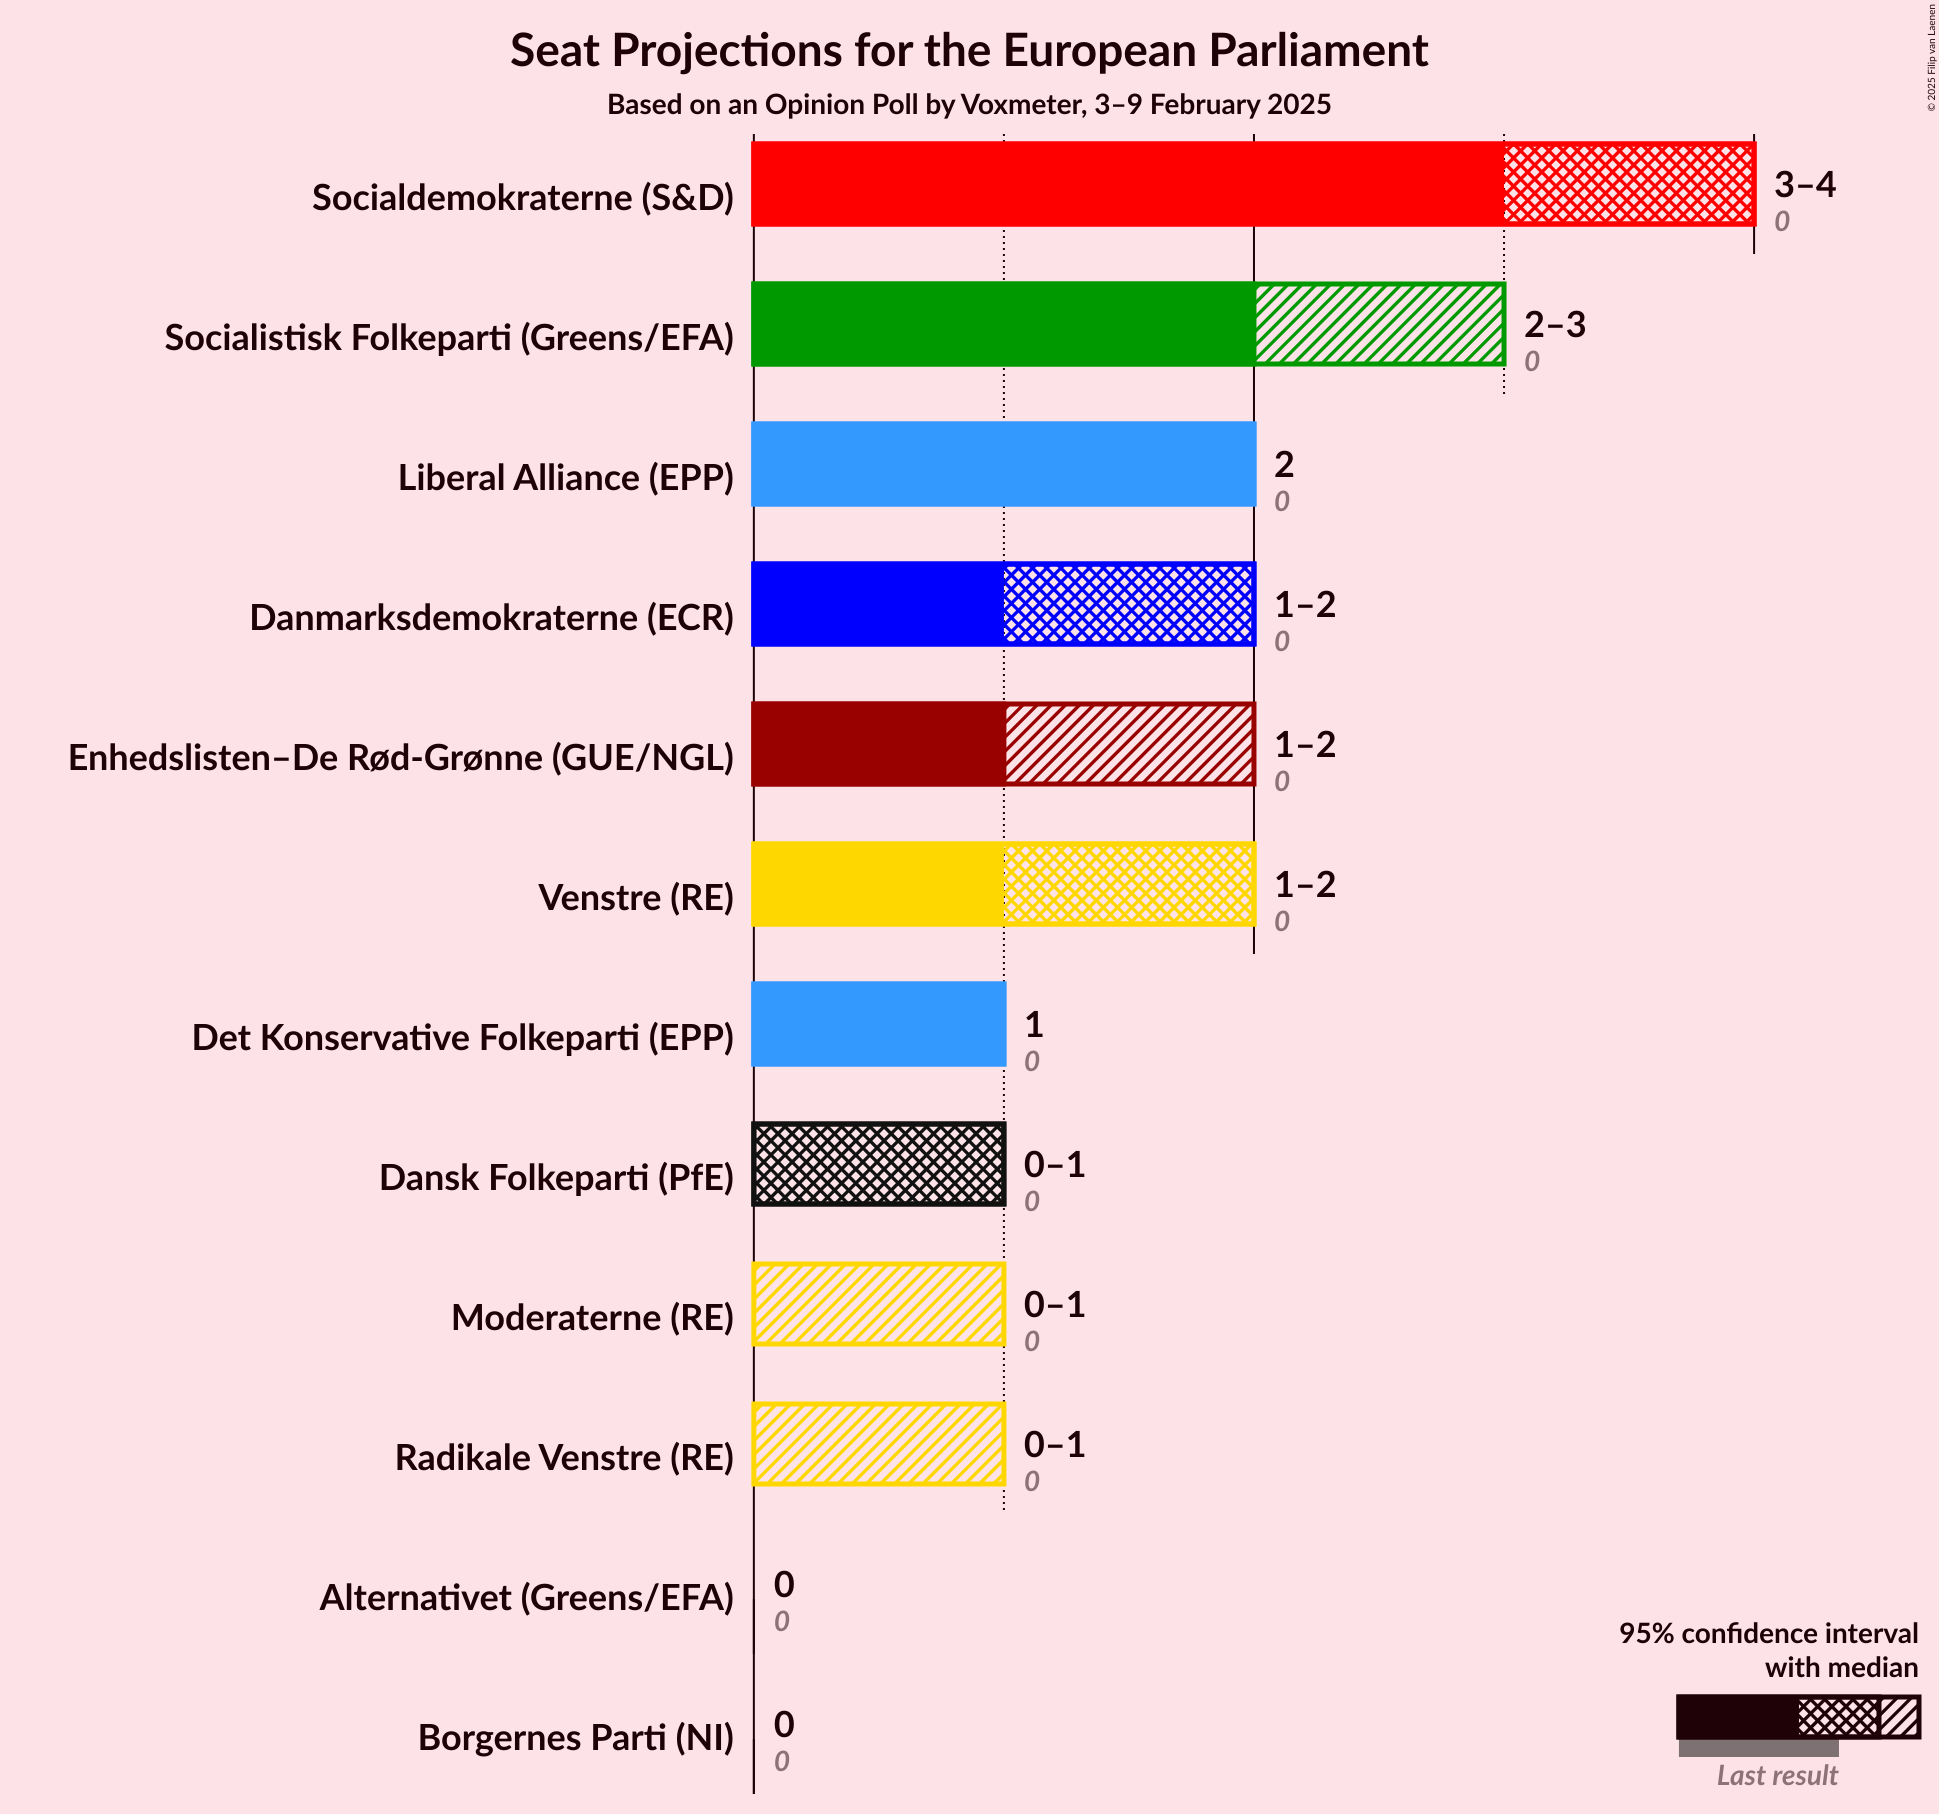 Seat Projections for the European Parliament
Based on an Opinion Poll by Voxmeter, 3–9 February 2025
© 2025 Filip van Laenen
Socialdemokraterne (S&D)
3–4
0
Socialistisk Folkeparti (Greens/EFA)
2–3
0
Liberal Alliance (EPP)
2
0
Danmarksdemokraterne (ECR)
1–2
0
Enhedslisten–De Rød-Grønne (GUE/NGL)
1–2
0
Venstre (RE)
1–2
0
Det Konservative Folkeparti (EPP)
1
0
Dansk Folkeparti (PfE)
0–1
0
Moderaterne (RE)
0–1
0
Radikale Venstre (RE)
0–1
0
Alternativet (Greens/EFA)
0
0
Borgernes Parti (NI)
0
0
95% confidence interval
with median
Last result